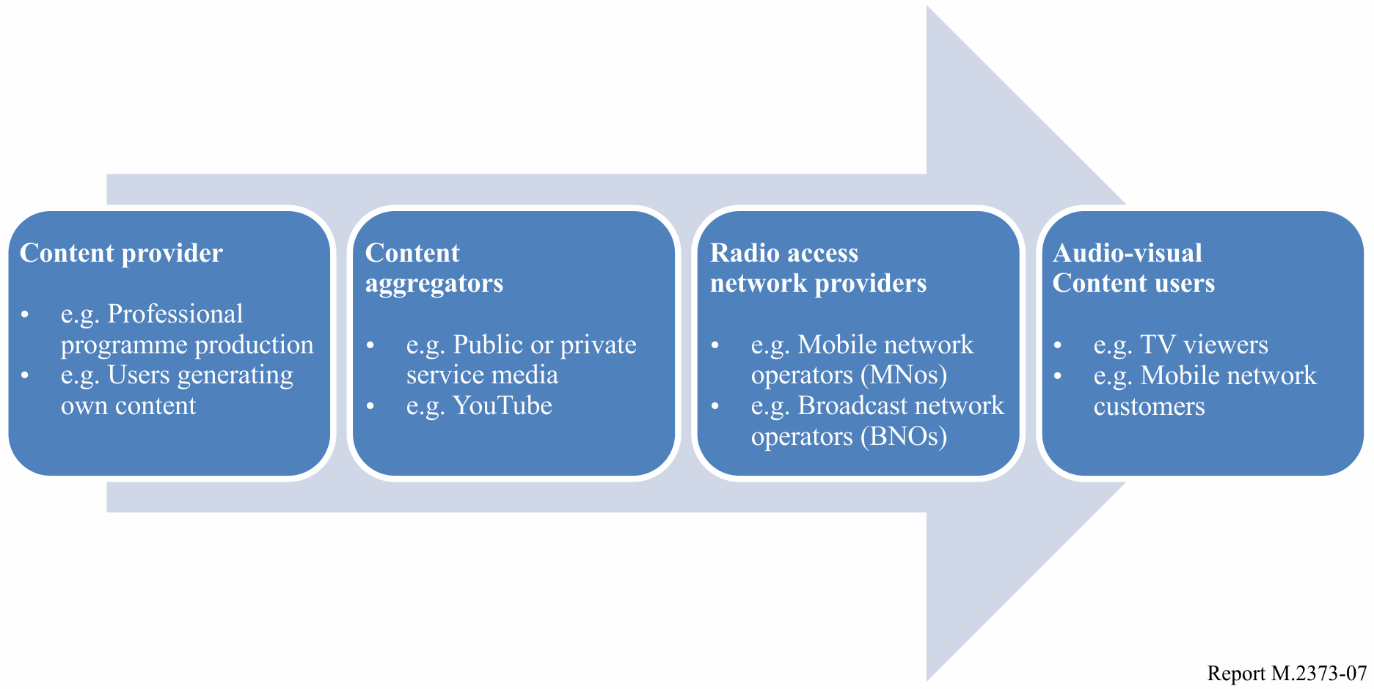 Content provider
• e.g. Professional
programme production
• e.g. Users generating
own content
Content
aggregators
• e.g. Public or private
service media
• e.g. YouTube
Radio access
network providers
• e.g. Mobile network
operators (MNos)
• e.g. Broadcast network
operators (BNOs)
Audio-visual
Content users
• e.g. TV viewers
• e.g. Mobile network
customers
Report M.2373-07